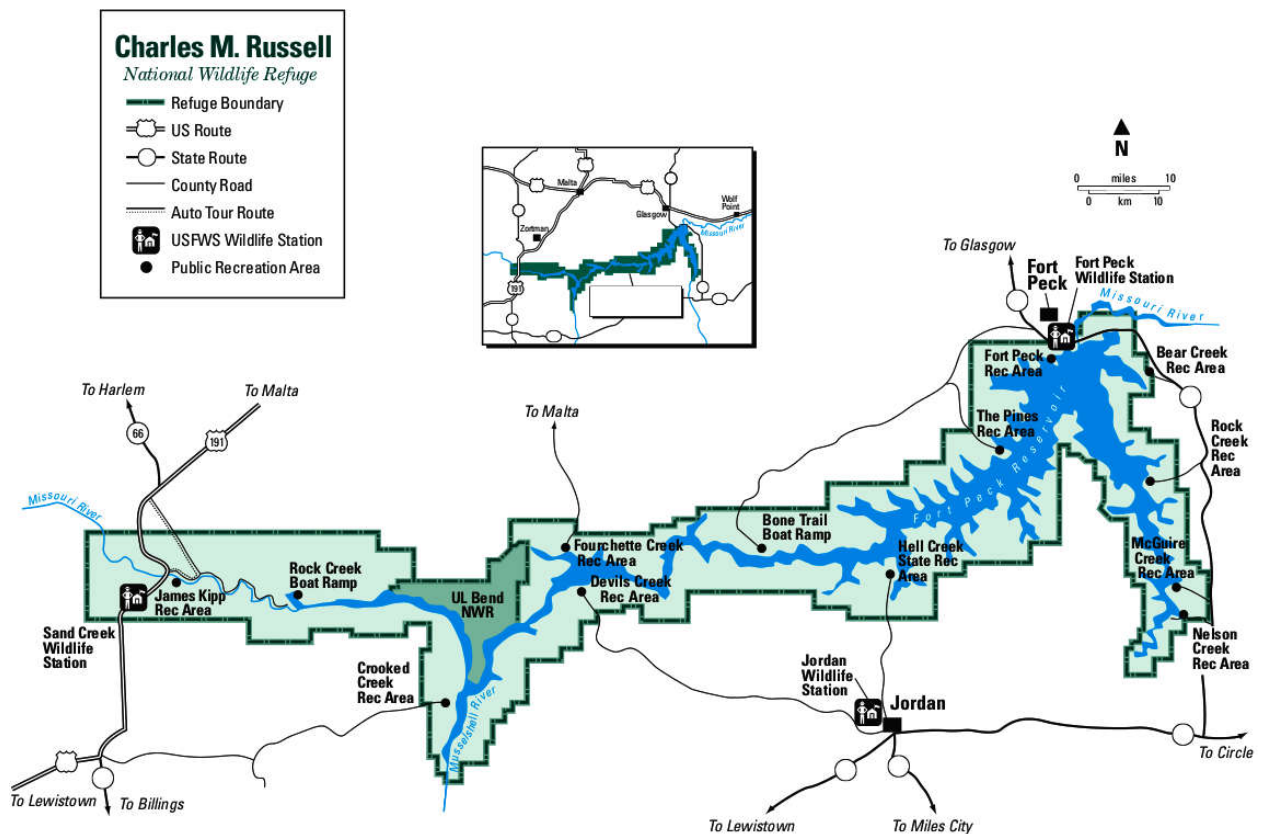 Charles M. Russell
National Wildlife Refuge
Refuge Boundary
US Route
State Route
County Road
Auto Tour Route
USFWS Wildlife Station
Public Recreation Area
Malta
Wolf
Point
Glasgow
Zortman
Missouri River
191
N
0 miles 10
0 km 10
To Glasgow
Fort
Peck
Fort Peck
Wildlife Station
Missouri River
Fort Peck
Rec Area
Bear Creek
Rec Area
The Pines
Rec Area
Rock
Creek
Rec
Area
Fort Peck Reservoir
To Harlem
To Malta
66
191
To Malta
Missouri River
Bone Trail
Boat Ramp
Hell Creek
State Rec
Area
McGuire
Creek
Rec Area
Fourchette Creek
Rec Area
Devils Creek
Rec Area
Rock Creek
Boat Ramp
UL Bend
NWR
James Kipp
Rec Area
Sand Creek
Wildlife
Station
Nelson
Creek
Rec Area
Crooked
Creek
Rec Area
Musselshell River
Jordan
Wildlife
Station
Jordan
To Circle
To Lewistown
To Billings
To Lewistown
To Miles City